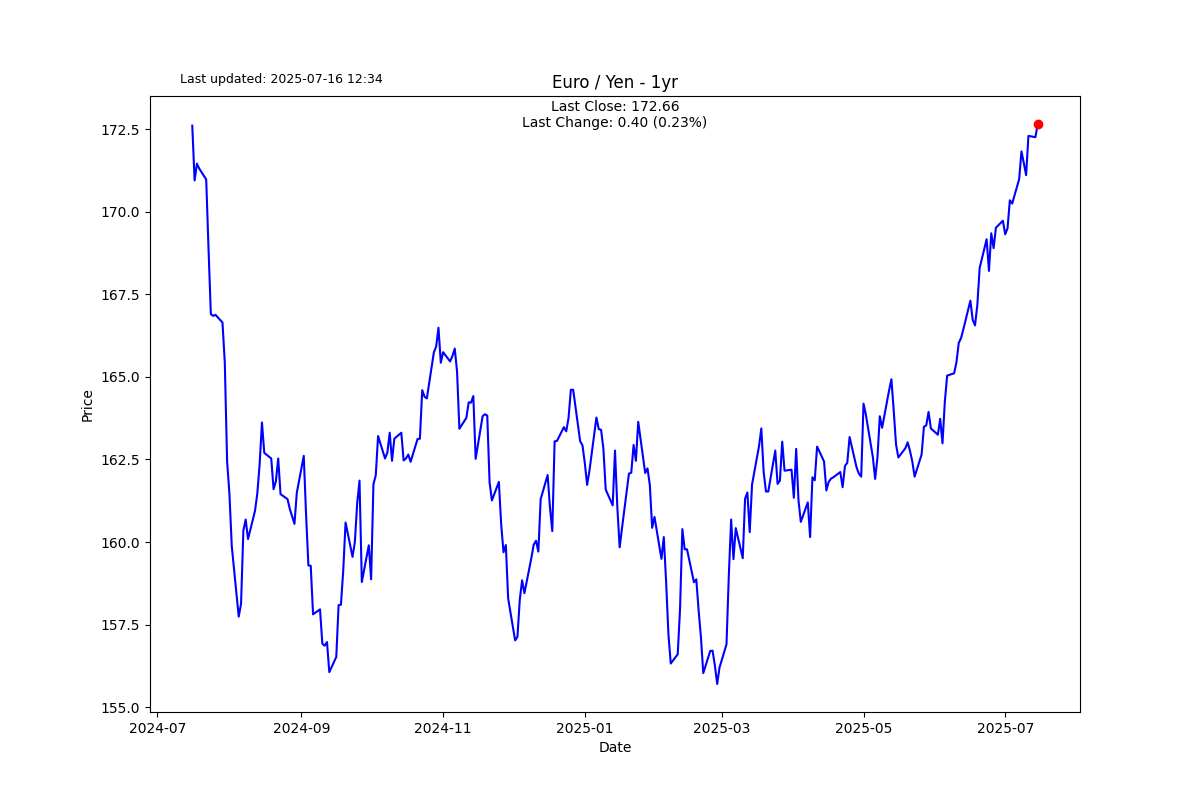 Last updated: 2025-07-16 12:34
Euro / Yen - 1yr
Last Close: 172.66
Last Change: 0.40 (0.23%)
172.5
170.0
167.5
165.0
162.5
160.0
157.5
155.0
Price
2024-07 2024-09 2024-11 2025-01 2025-03 2025-05 2025-07
Date